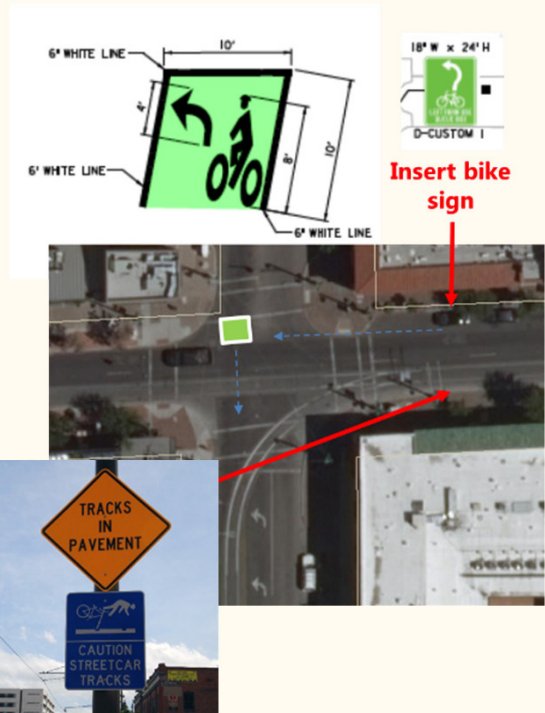 10'
6" WHITE LINE
4'
8'
10'
6' WHITE LINE
6" WHITE LINE
18" W x 24" H
D-CUSTOM 1
Insert bike
sign
TRACKS
IN
PAVEMENT
CAUTION
STREETCAR
TRACKS